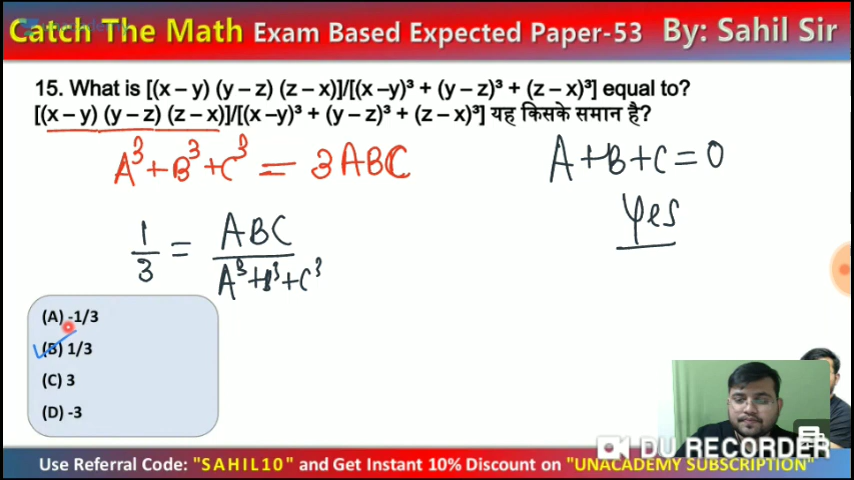 Catch The Math Exam Based Expected Paper-53 By: Sahil Sir
15. What is [(x – y) (y – z) (z – x)]/[(x –y)³ + (y – z)³ + (z – x)³] equal to?
[(x – y) (y – z) (z – x)]/[(x –y)³ + (y – z)³ + (z – x)³] यह किसके समान है?
A³+B³+C³ = 3ABC
A+B+C=0
Yes
1/3 = ABC/A³+B³+C³
(A) -1/3
(B) 1/3
(C) 3
(D) -3
DU RECORDER
Use Referral Code: "SAHIL10" and Get Instant 10% Discount on "UNACADEMY SUBSCRIPTION)